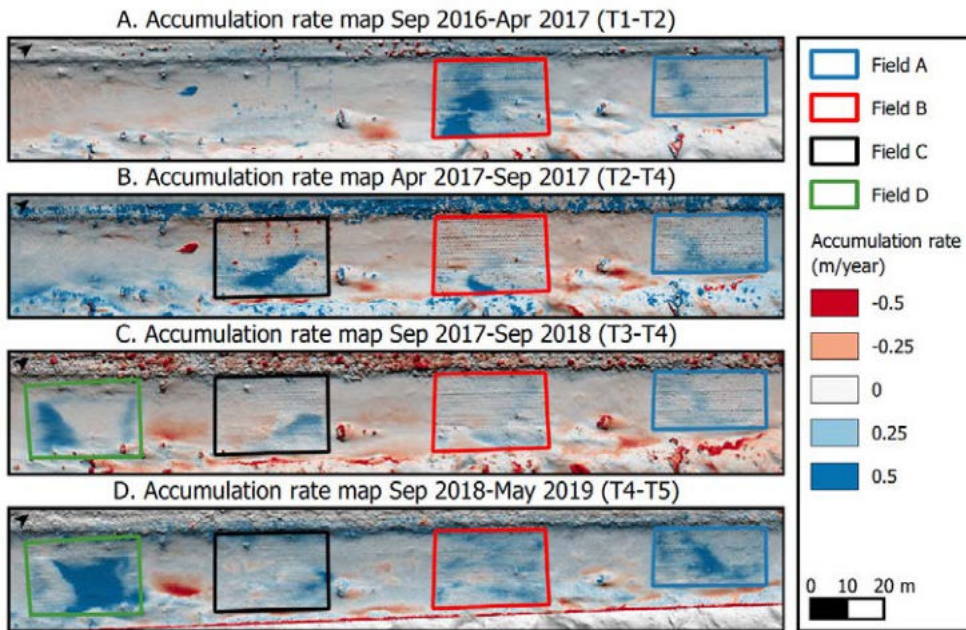 A. Accumulation rate map Sep 2016-Apr 2017 (T1-T2)
B. Accumulation rate map Apr 2017-Sep 2017 (T2-T4)
C. Accumulation rate map Sep 2017-Sep 2018 (T3-T4)
D. Accumulation rate map Sep 2018-May 2019 (T4-T5)
Field A
Field B
Field C
Field D
Accumulation rate
(m/year)
-0.5
-0.25
0
0.25
0.5
0 10 20 m